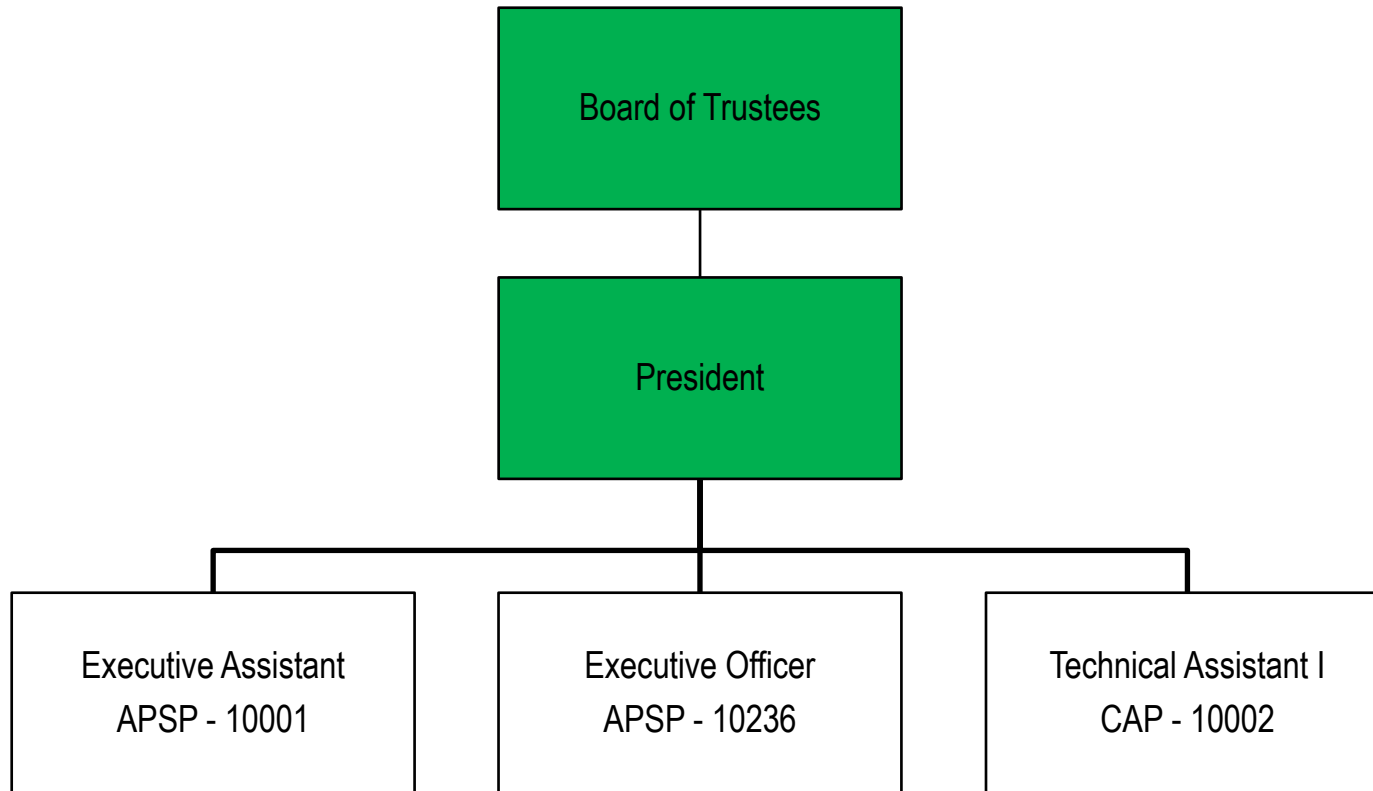 Board of Trustees
President
Executive Assistant
APSP - 10001
Executive Officer
APSP - 10236
Technical Assistant I
CAP - 10002